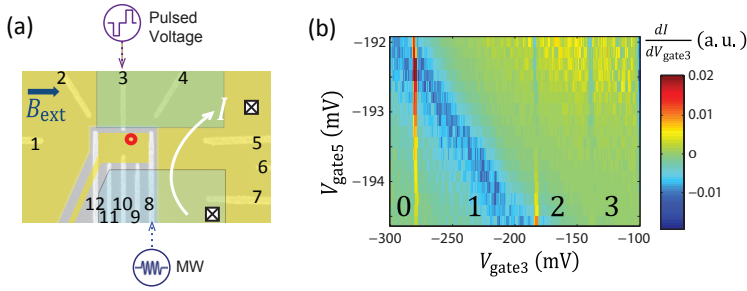 (a)
Pulsed
Voltage
2
3
4
B_ext
I
1
5
6
7
12
10
8
11
9
MW
(b)
dI/dV_gate3 (a. u.)
−192
−193
−194
V_gate5 (mV)
0
1
2
3
−300
−250
−200
−150
−100
V_gate3 (mV)
0.02
0.01
0
−0.01